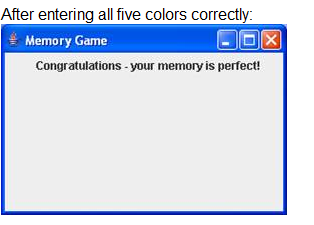 After entering all five colors correctly:
Memory Game
Congratulations - your memory is perfect!